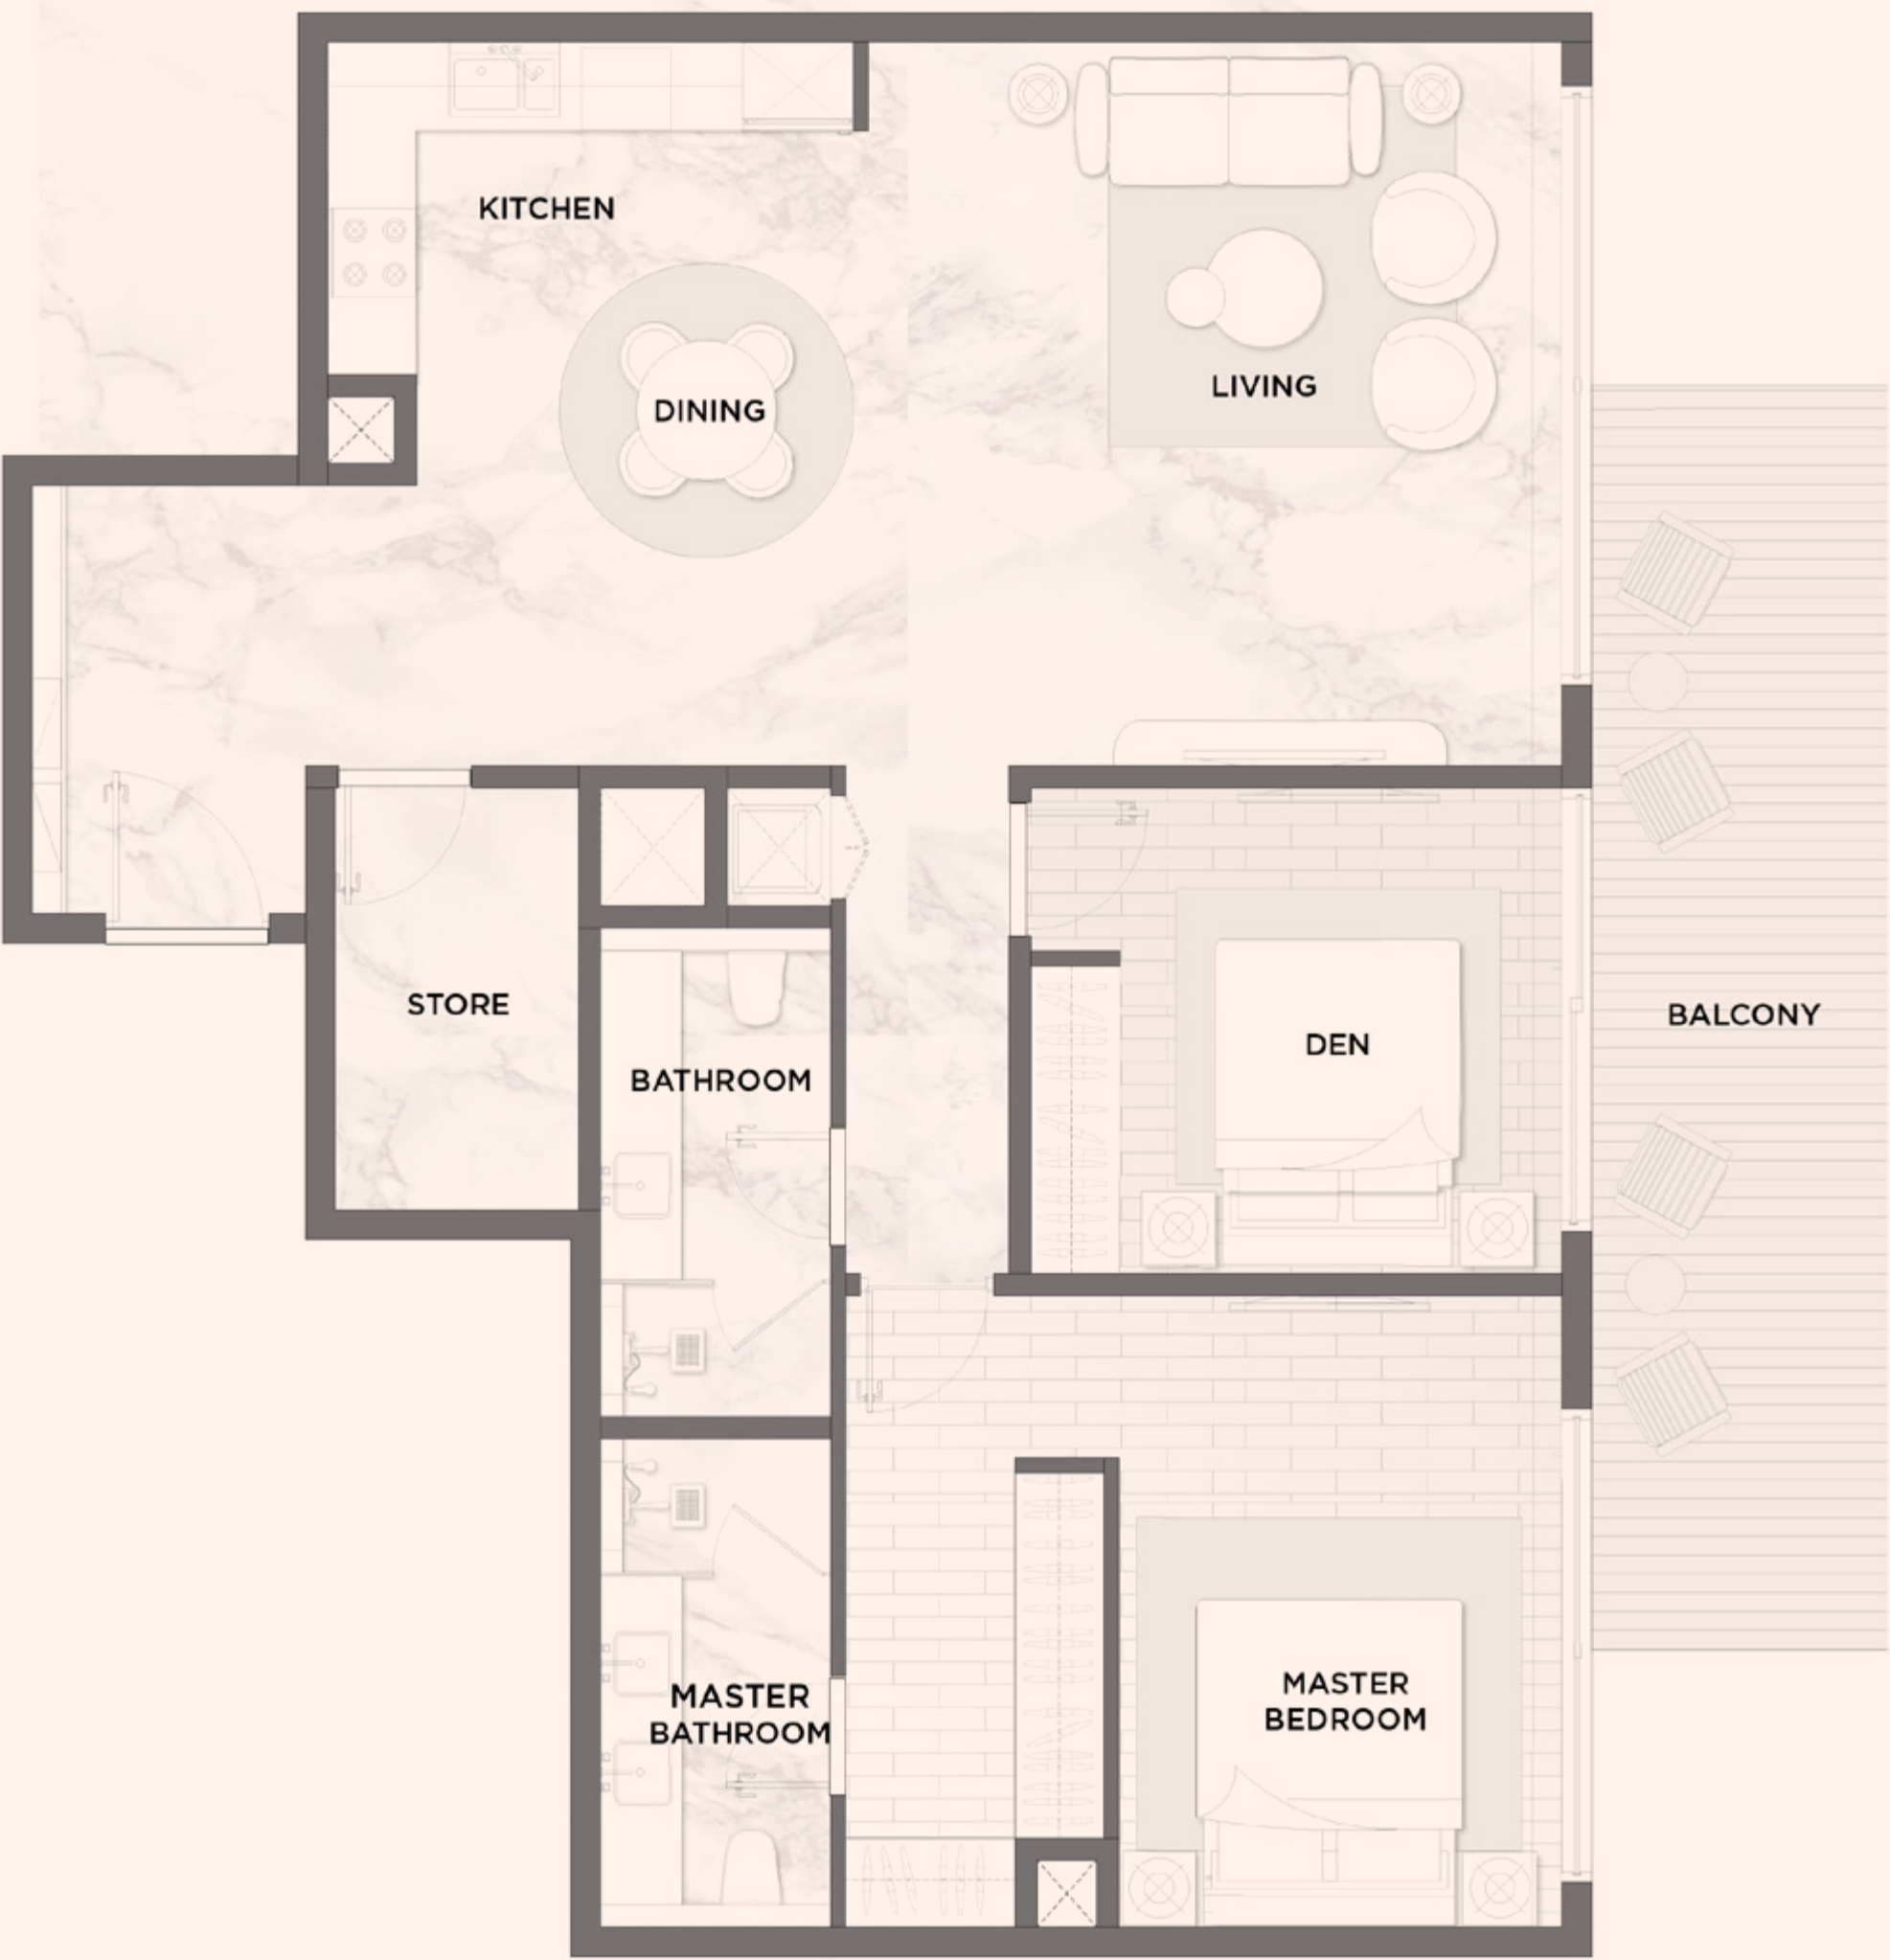 KITCHEN
DINING
LIVING
STORE
BATHROOM
DEN
BALCONY
MASTER
BATHROOM
MASTER
BEDROOM